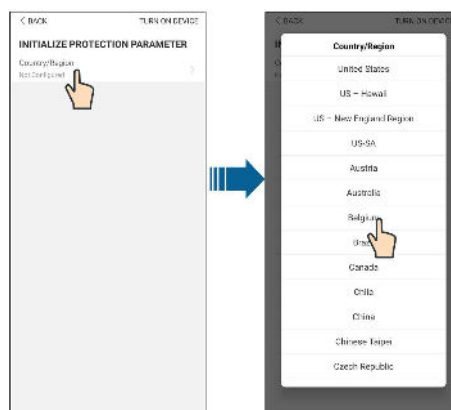 < BACK
TURN ON DEVICE
INITIALIZE PROTECTION PARAMETER
Country/Region
Not Configured
< BACK
TURN ON DEVICE
Country/Region
United States
US – Hawaii
US – New England Region
US-SA
Austria
Australia
Belgium
Canada
Chile
China
Chinese Taipei
Czech Republic